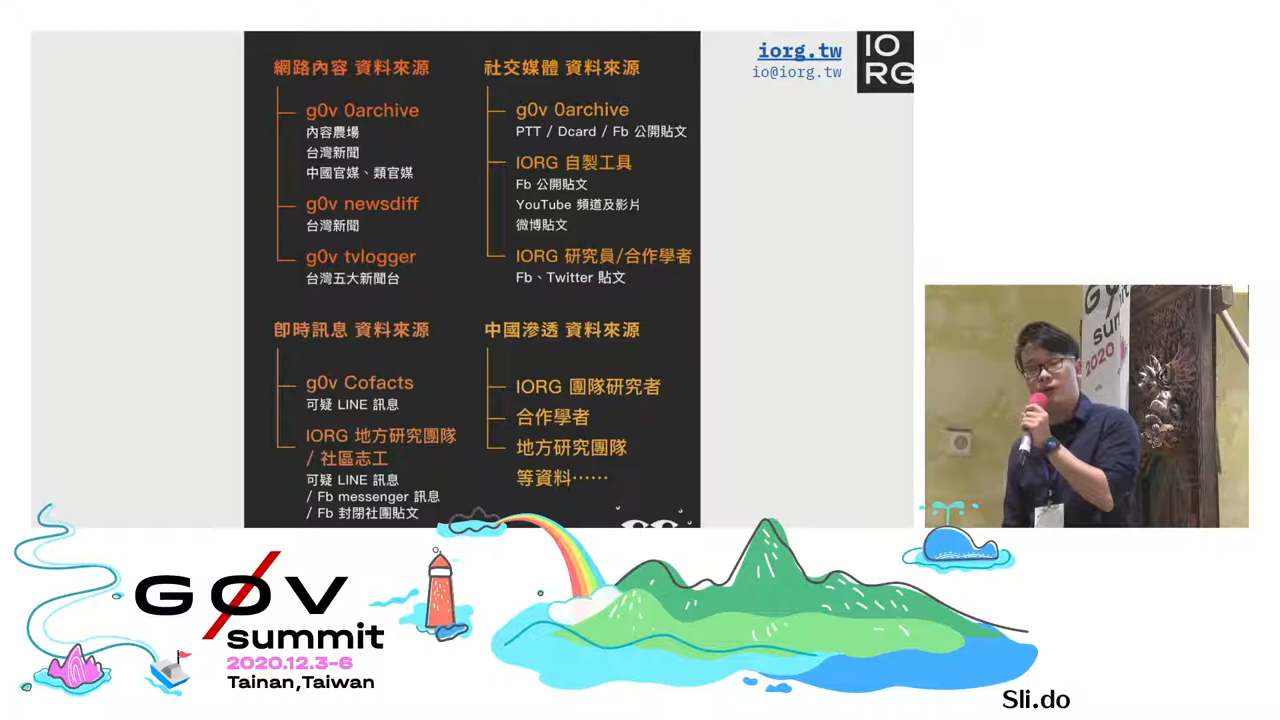 網路內容 資料來源
g0v 0archive
內容農場
台灣新聞
中國官媒、類官媒
g0v newsdiff
台灣新聞
g0v tvlogger
台灣五大新聞台
社交媒體 資料來源
g0v 0archive
PTT / Dcard / Fb 公開貼文
IORG 自製工具
Fb 公開貼文
YouTube 頻道及影片
微博貼文
IORG 研究員/合作學者
Fb、Twitter 貼文
即時訊息 資料來源
g0v Cofacts
可疑 LINE 訊息
IORG 地方研究團隊
/ 社區志工
可疑 LINE 訊息
/ Fb messenger 訊息
/ Fb 封閉社團貼文
中國滲透 資料來源
IORG 團隊研究者
合作學者
地方研究團隊
等資料⋯⋯
iorg.tw
io@iorg.tw
IO
RG
G
sum
2020
G0V
summit
2020.12.3-6
Tainan,Taiwan
Sli.do